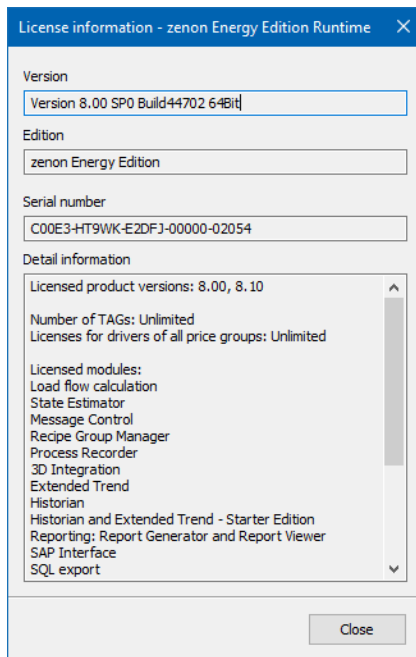 License information - zenon Energy Edition Runtime
Version
Version 8.00 SP0 Build44702 64Bit
Edition
zenon Energy Edition
Serial number
C00E3-HT9WK-E2DFJ-00000-02054
Detail information
Licensed product versions: 8.00, 8.10
Number of TAGs: Unlimited
Licenses for drivers of all price groups: Unlimited
Licensed modules:
Load flow calculation
State Estimator
Message Control
Recipe Group Manager
Process Recorder
3D Integration
Extended Trend
Historian
Historian and Extended Trend - Starter Edition
Reporting: Report Generator and Report Viewer
SAP Interface
SQL export
Close